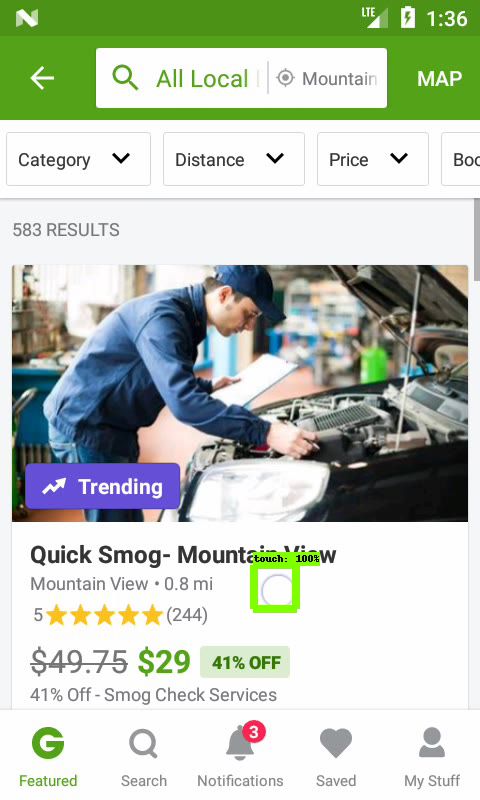 LTE 1:36
All Local Mountain MAP
Category Distance Price Boo
583 RESULTS
Trending
touch: 100%
Quick Smog- Mountain View
Mountain View • 0.8 mi
5 (244)
$49.75 $29 41% OFF
41% Off - Smog Check Services
3
Featured Search Notifications Saved My Stuff